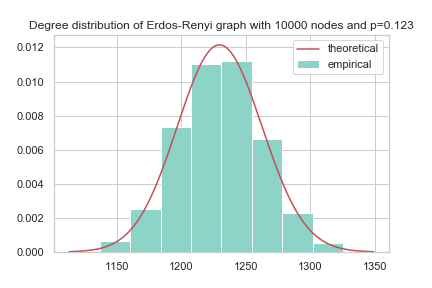 Degree distribution of Erdos-Renyi graph with 10000 nodes and p=0.123
theoretical
empirical
0.012
0.010
0.008
0.006
0.004
0.002
0.000
1150 1200 1250 1300 1350